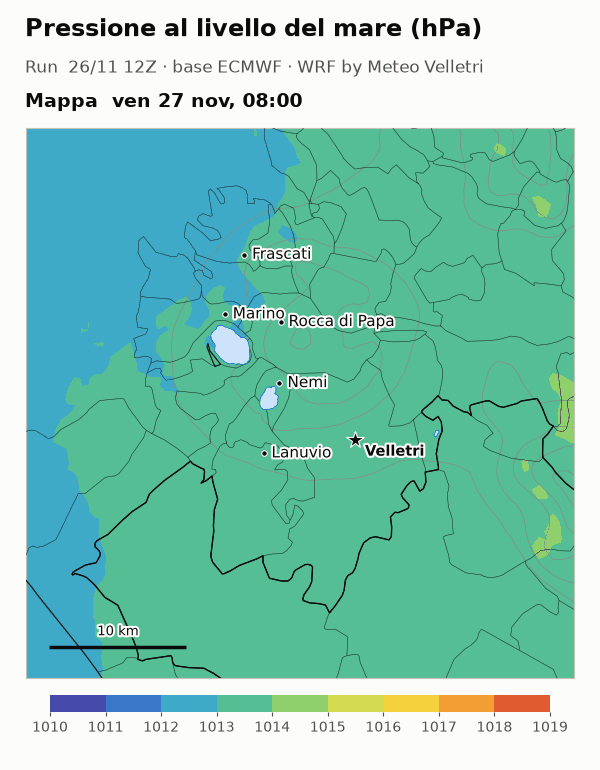 Pressione al livello del mare (hPa)
Run  26/11 12Z · base ECMWF · WRF by Meteo Velletri
Mappa  ven 27 nov, 08:00
Frascati
Marino
Rocca di Papa
Nemi
Velletri
Lanuvio
10 km
1010 1011 1012 1013 1014 1015 1016 1017 1018 1019